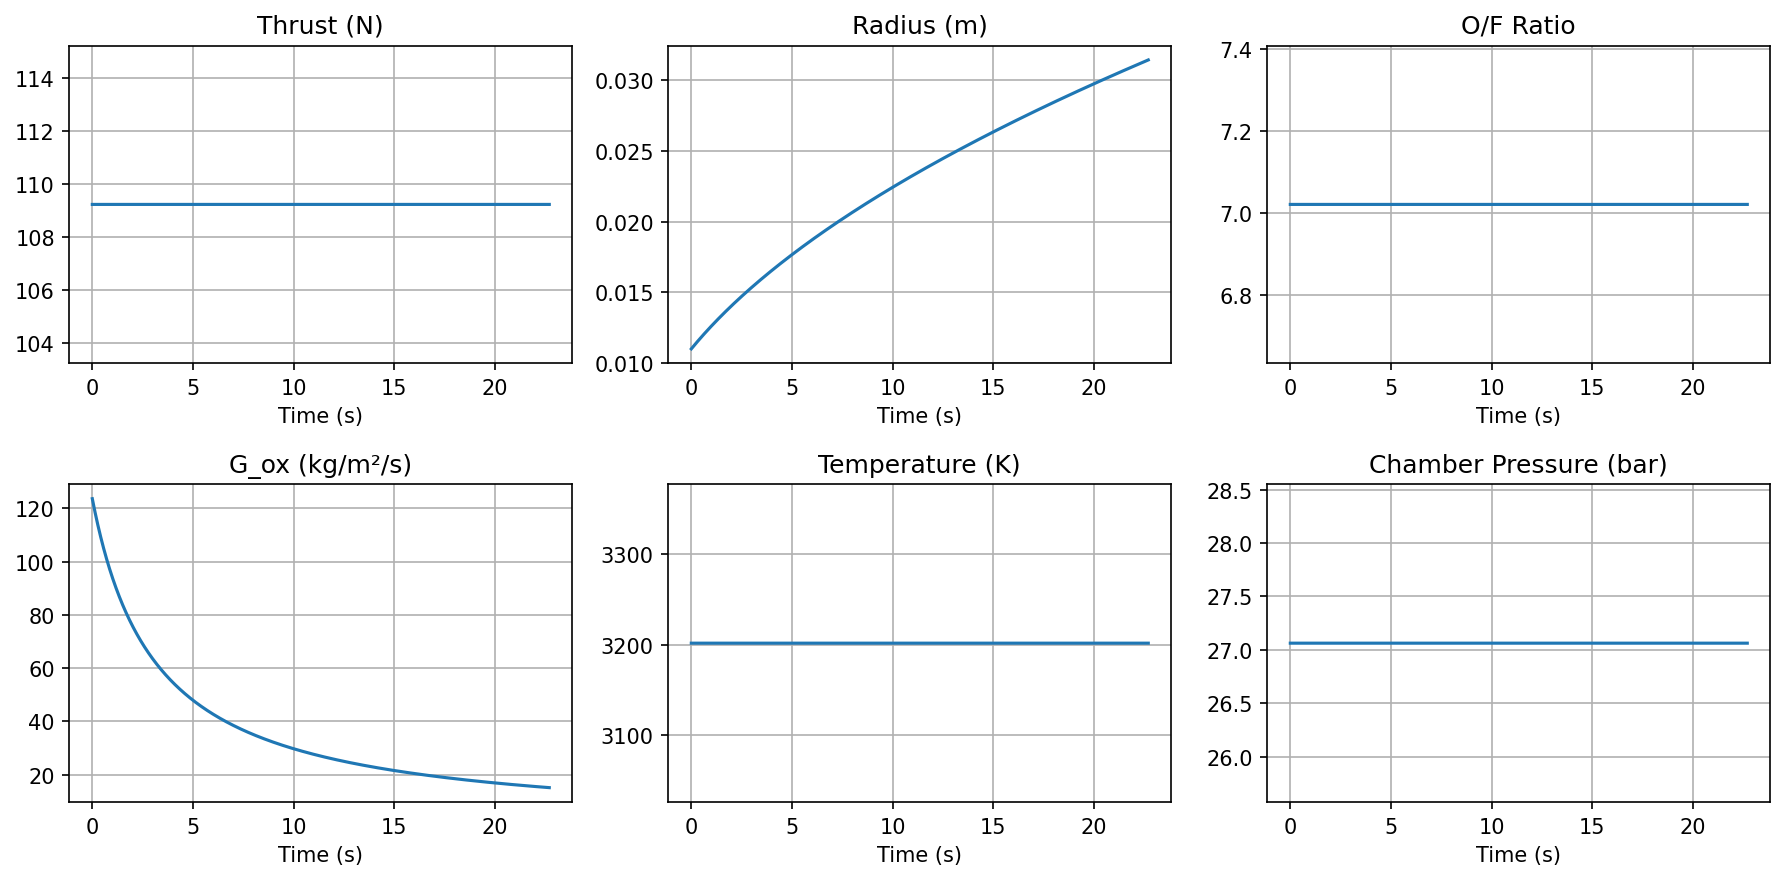 Thrust (N)
114
112
110
108
106
104
0 5 10 15 20
Time (s)
Radius (m)
0.030
0.025
0.020
0.015
0.010
0 5 10 15 20
Time (s)
O/F Ratio
7.4
7.2
7.0
6.8
0 5 10 15 20
Time (s)
G_ox (kg/m²/s)
120
100
80
60
40
20
0 5 10 15 20
Time (s)
Temperature (K)
3300
3200
3100
0 5 10 15 20
Time (s)
Chamber Pressure (bar)
28.5
28.0
27.5
27.0
26.5
26.0
0 5 10 15 20
Time (s)